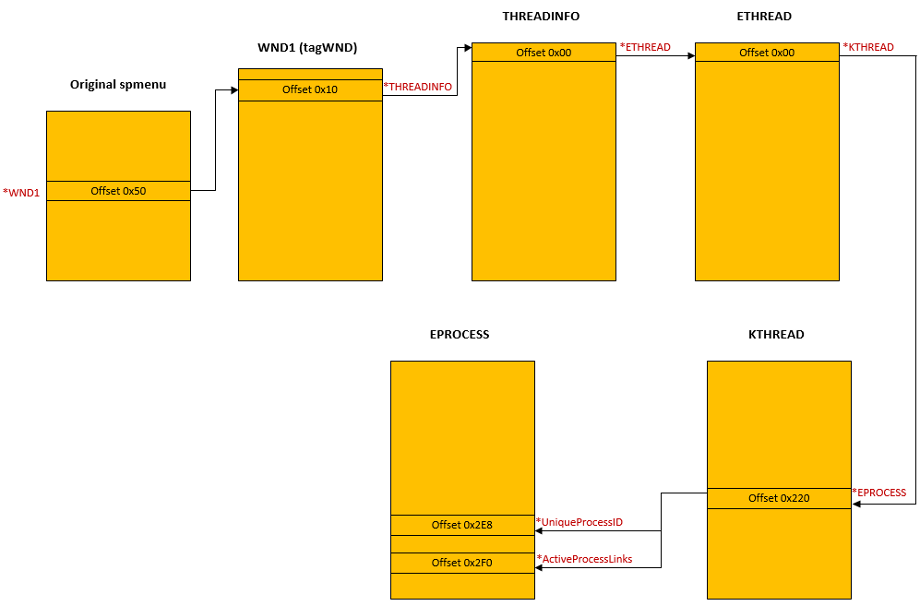 THREADINFO
ETHREAD
WND1 (tagWND)
Original spmenu
Offset 0x00
*ETHREAD
Offset 0x00
*KTHREAD
Offset 0x10
*THREADINFO
*WND1
Offset 0x50
EPROCESS
KTHREAD
Offset 0x220
*EPROCESS
Offset 0x2E8
*UniqueProcessID
Offset 0x2F0
*ActiveProcessLinks